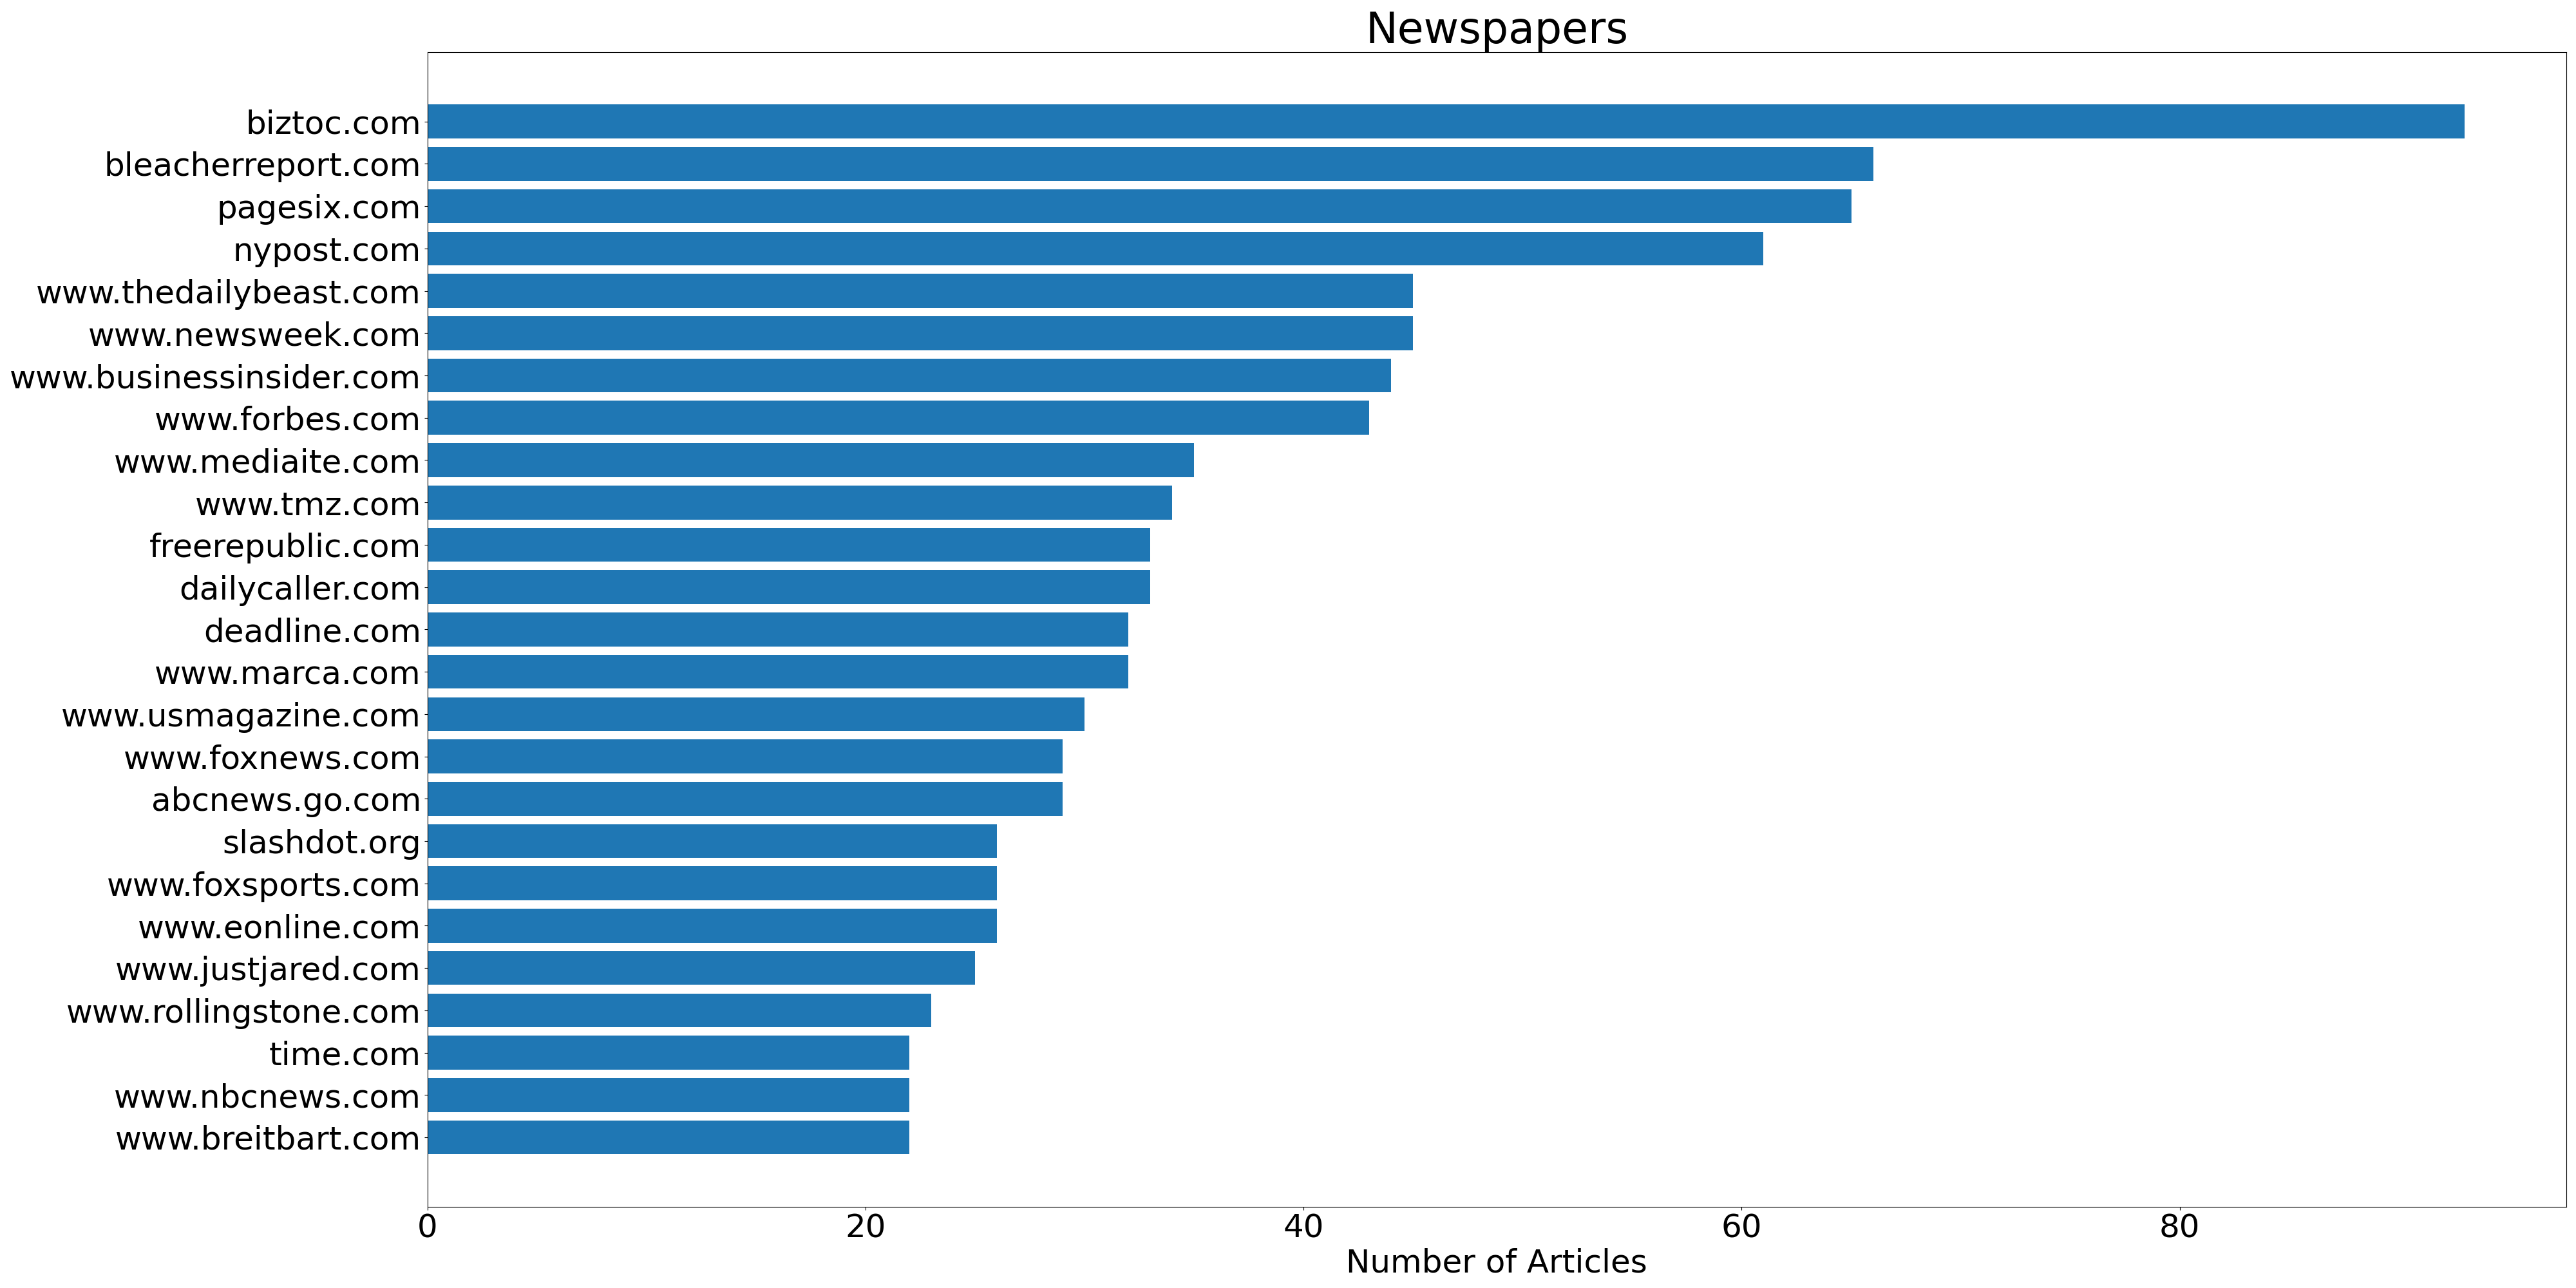 Newspapers
biztoc.com
bleacherreport.com
pagesix.com
nypost.com
www.thedailybeast.com
www.newsweek.com
www.businessinsider.com
www.forbes.com
www.mediaite.com
www.tmz.com
freerepublic.com
dailycaller.com
deadline.com
www.marca.com
www.usmagazine.com
www.foxnews.com
abcnews.go.com
slashdot.org
www.foxsports.com
www.eonline.com
www.justjared.com
www.rollingstone.com
time.com
www.nbcnews.com
www.breitbart.com
0 20 40 60 80
Number of Articles